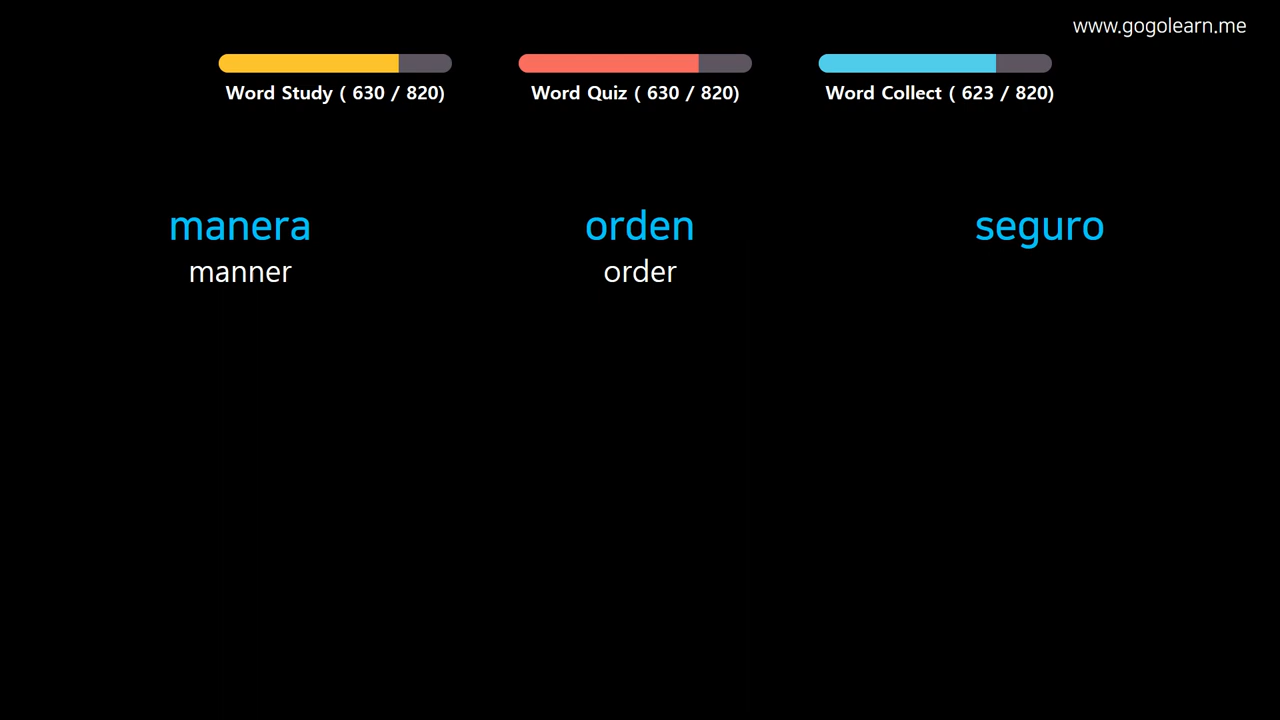 www.gogolearn.me
Word Study ( 630 / 820)
Word Quiz ( 630 / 820)
Word Collect ( 623 / 820)
manera
manner
orden
order
seguro